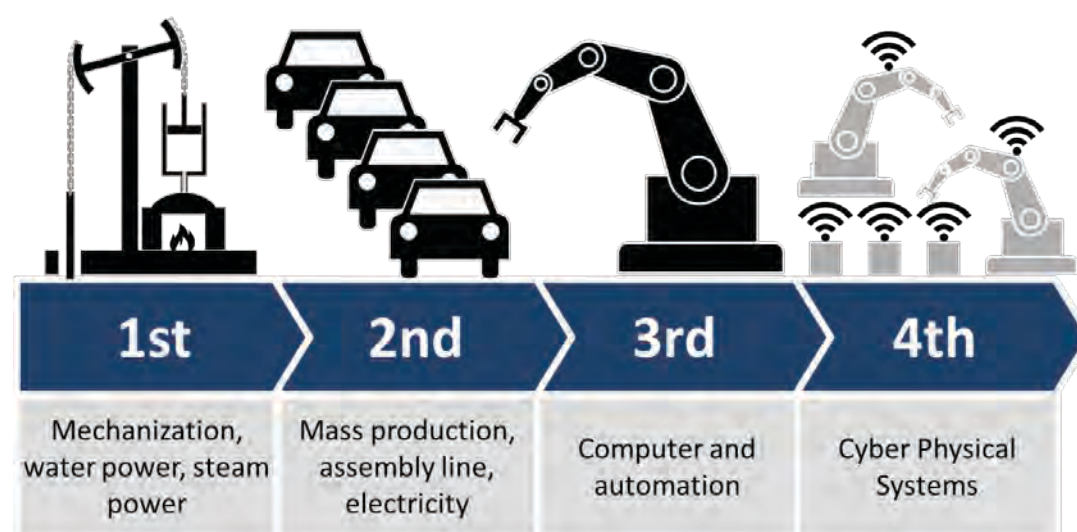 1st
2nd
3rd
4th
Mechanization,
water power, steam
power
Mass production,
assembly line,
electricity
Computer and
automation
Cyber Physical
Systems